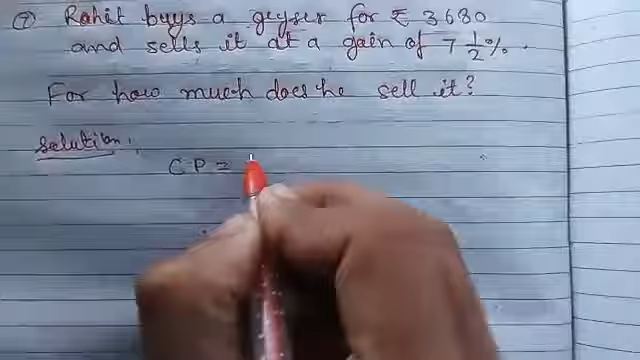 ⑦ Rohit buys a geyser for ₹ 3680
and sells it at a gain of 7 1/2 %.
For how much does he sell it?
Solution:
CP =